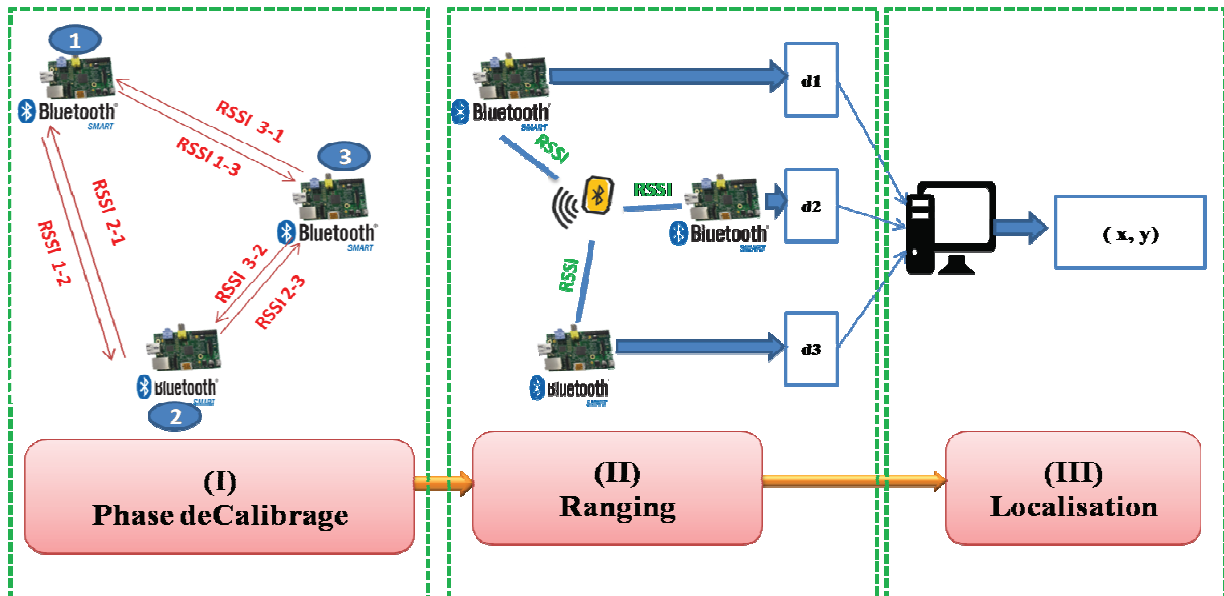 1
Bluetooth®
SMART
RSSI 3-1
RSSI 1-3
3
Bluetooth®
SMART
RSSI 2-1
RSSI 1-2
RSSI 3-2
RSSI 2-3
Bluetooth®
SMART
2
(I)
Phase deCalibrage
Bluetooth®
SMART
d1
RSSI
RSSI
Bluetooth®
SMART
d2
RSSI
Bluetooth®
SMART
d3
(II)
Ranging
( x, y)
(III)
Localisation